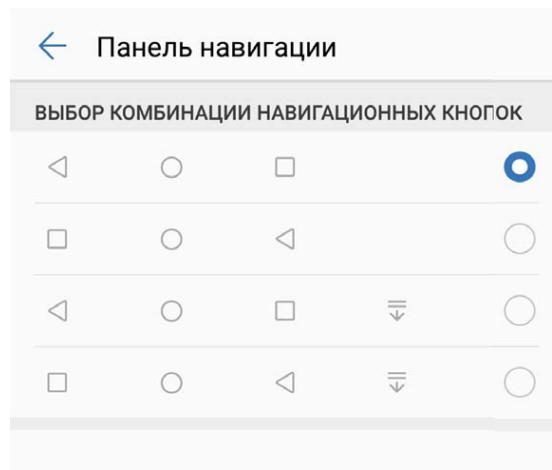 Панель навигации
ВЫБОР КОМБИНАЦИИ НАВИГАЦИОННЫХ КНОПОК